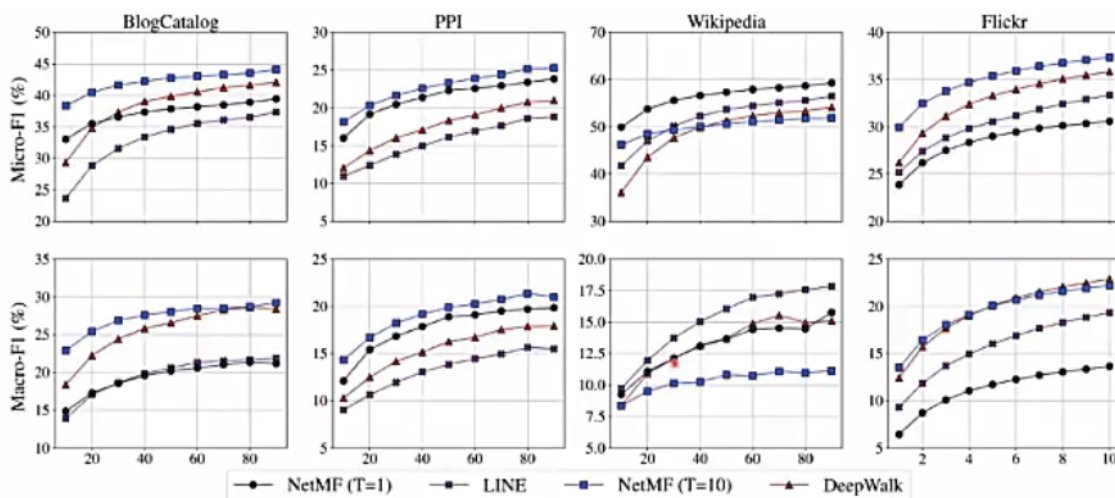 BlogCatalog PPI Wikipedia Flickr
Micro-F1 (%)
50 45 40 35 30 25 20
30 25 20 15 10 5
70 60 50 40 30
40 35 30 25 20
Macro-F1 (%)
35 30 25 20 15 10
25 20 15 10 5
20.0 17.5 15.0 12.5 10.0 7.5 5.0
25 20 15 10 5
20 40 60 80 20 40 60 80 20 40 60 80 2 4 6 8 10
NetMF (T=1) LINE NetMF (T=10) DeepWalk